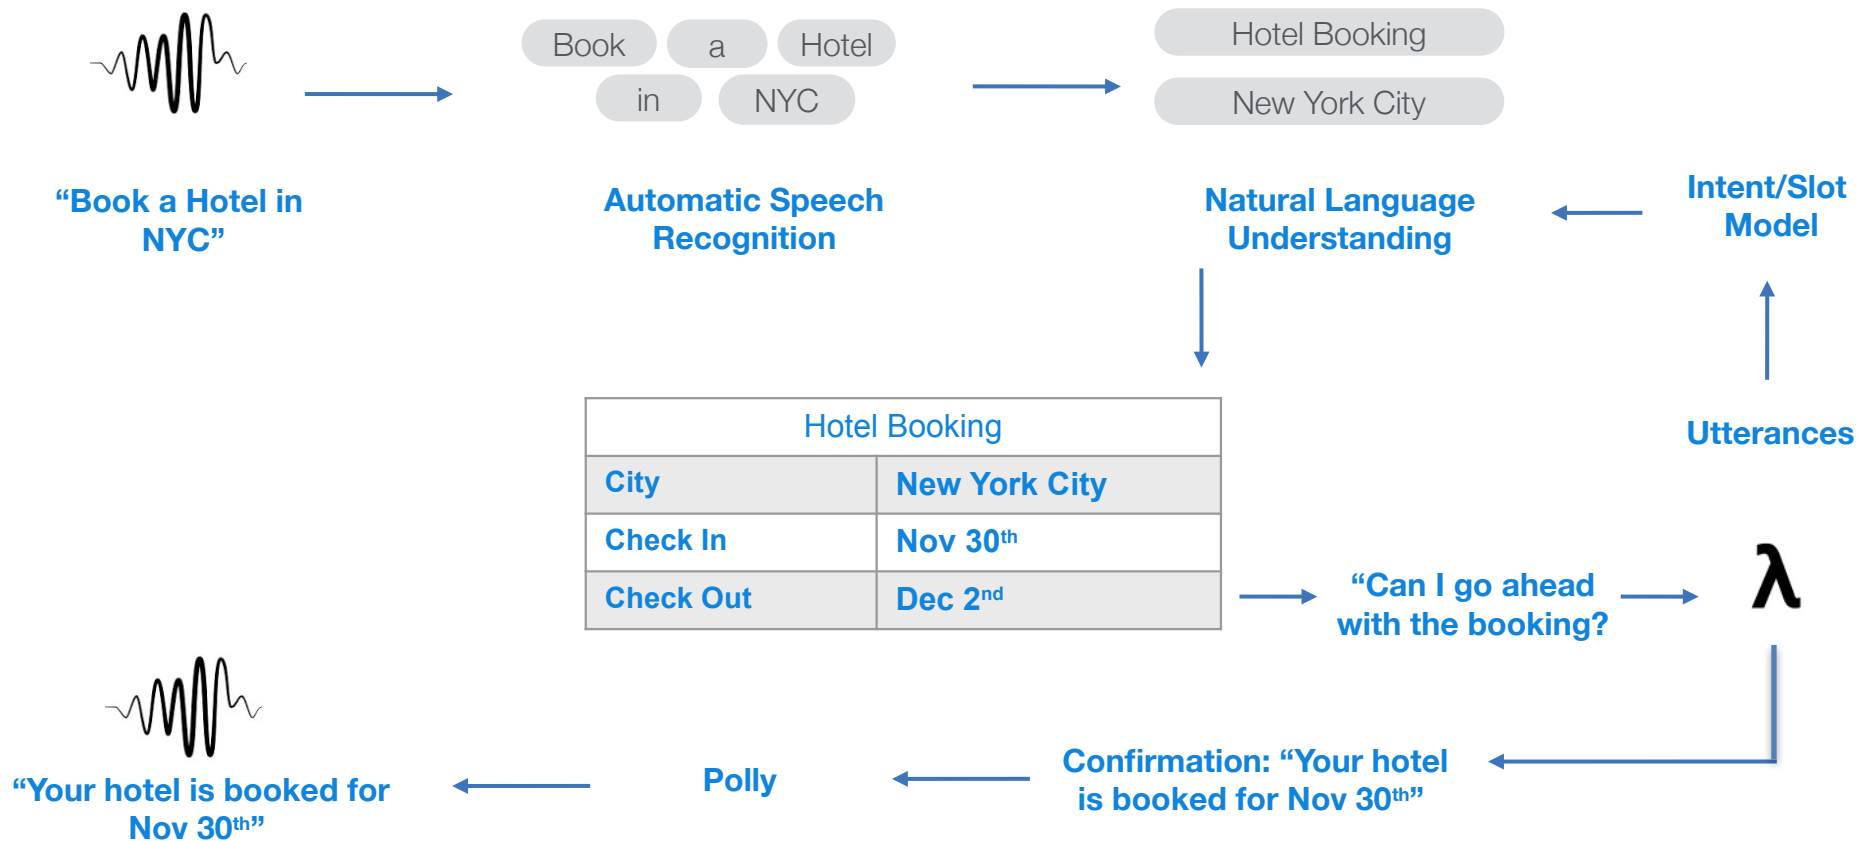 Book a Hotel
in NYC
Hotel Booking
New York City
“Book a Hotel in
NYC”
Automatic Speech
Recognition
Natural Language
Understanding
Intent/Slot
Model
Utterances
Hotel Booking
City New York City
Check In Nov 30th
Check Out Dec 2nd
“Can I go ahead
with the booking?
λ
Confirmation: “Your hotel
is booked for Nov 30th”
Polly
“Your hotel is booked for
Nov 30th”